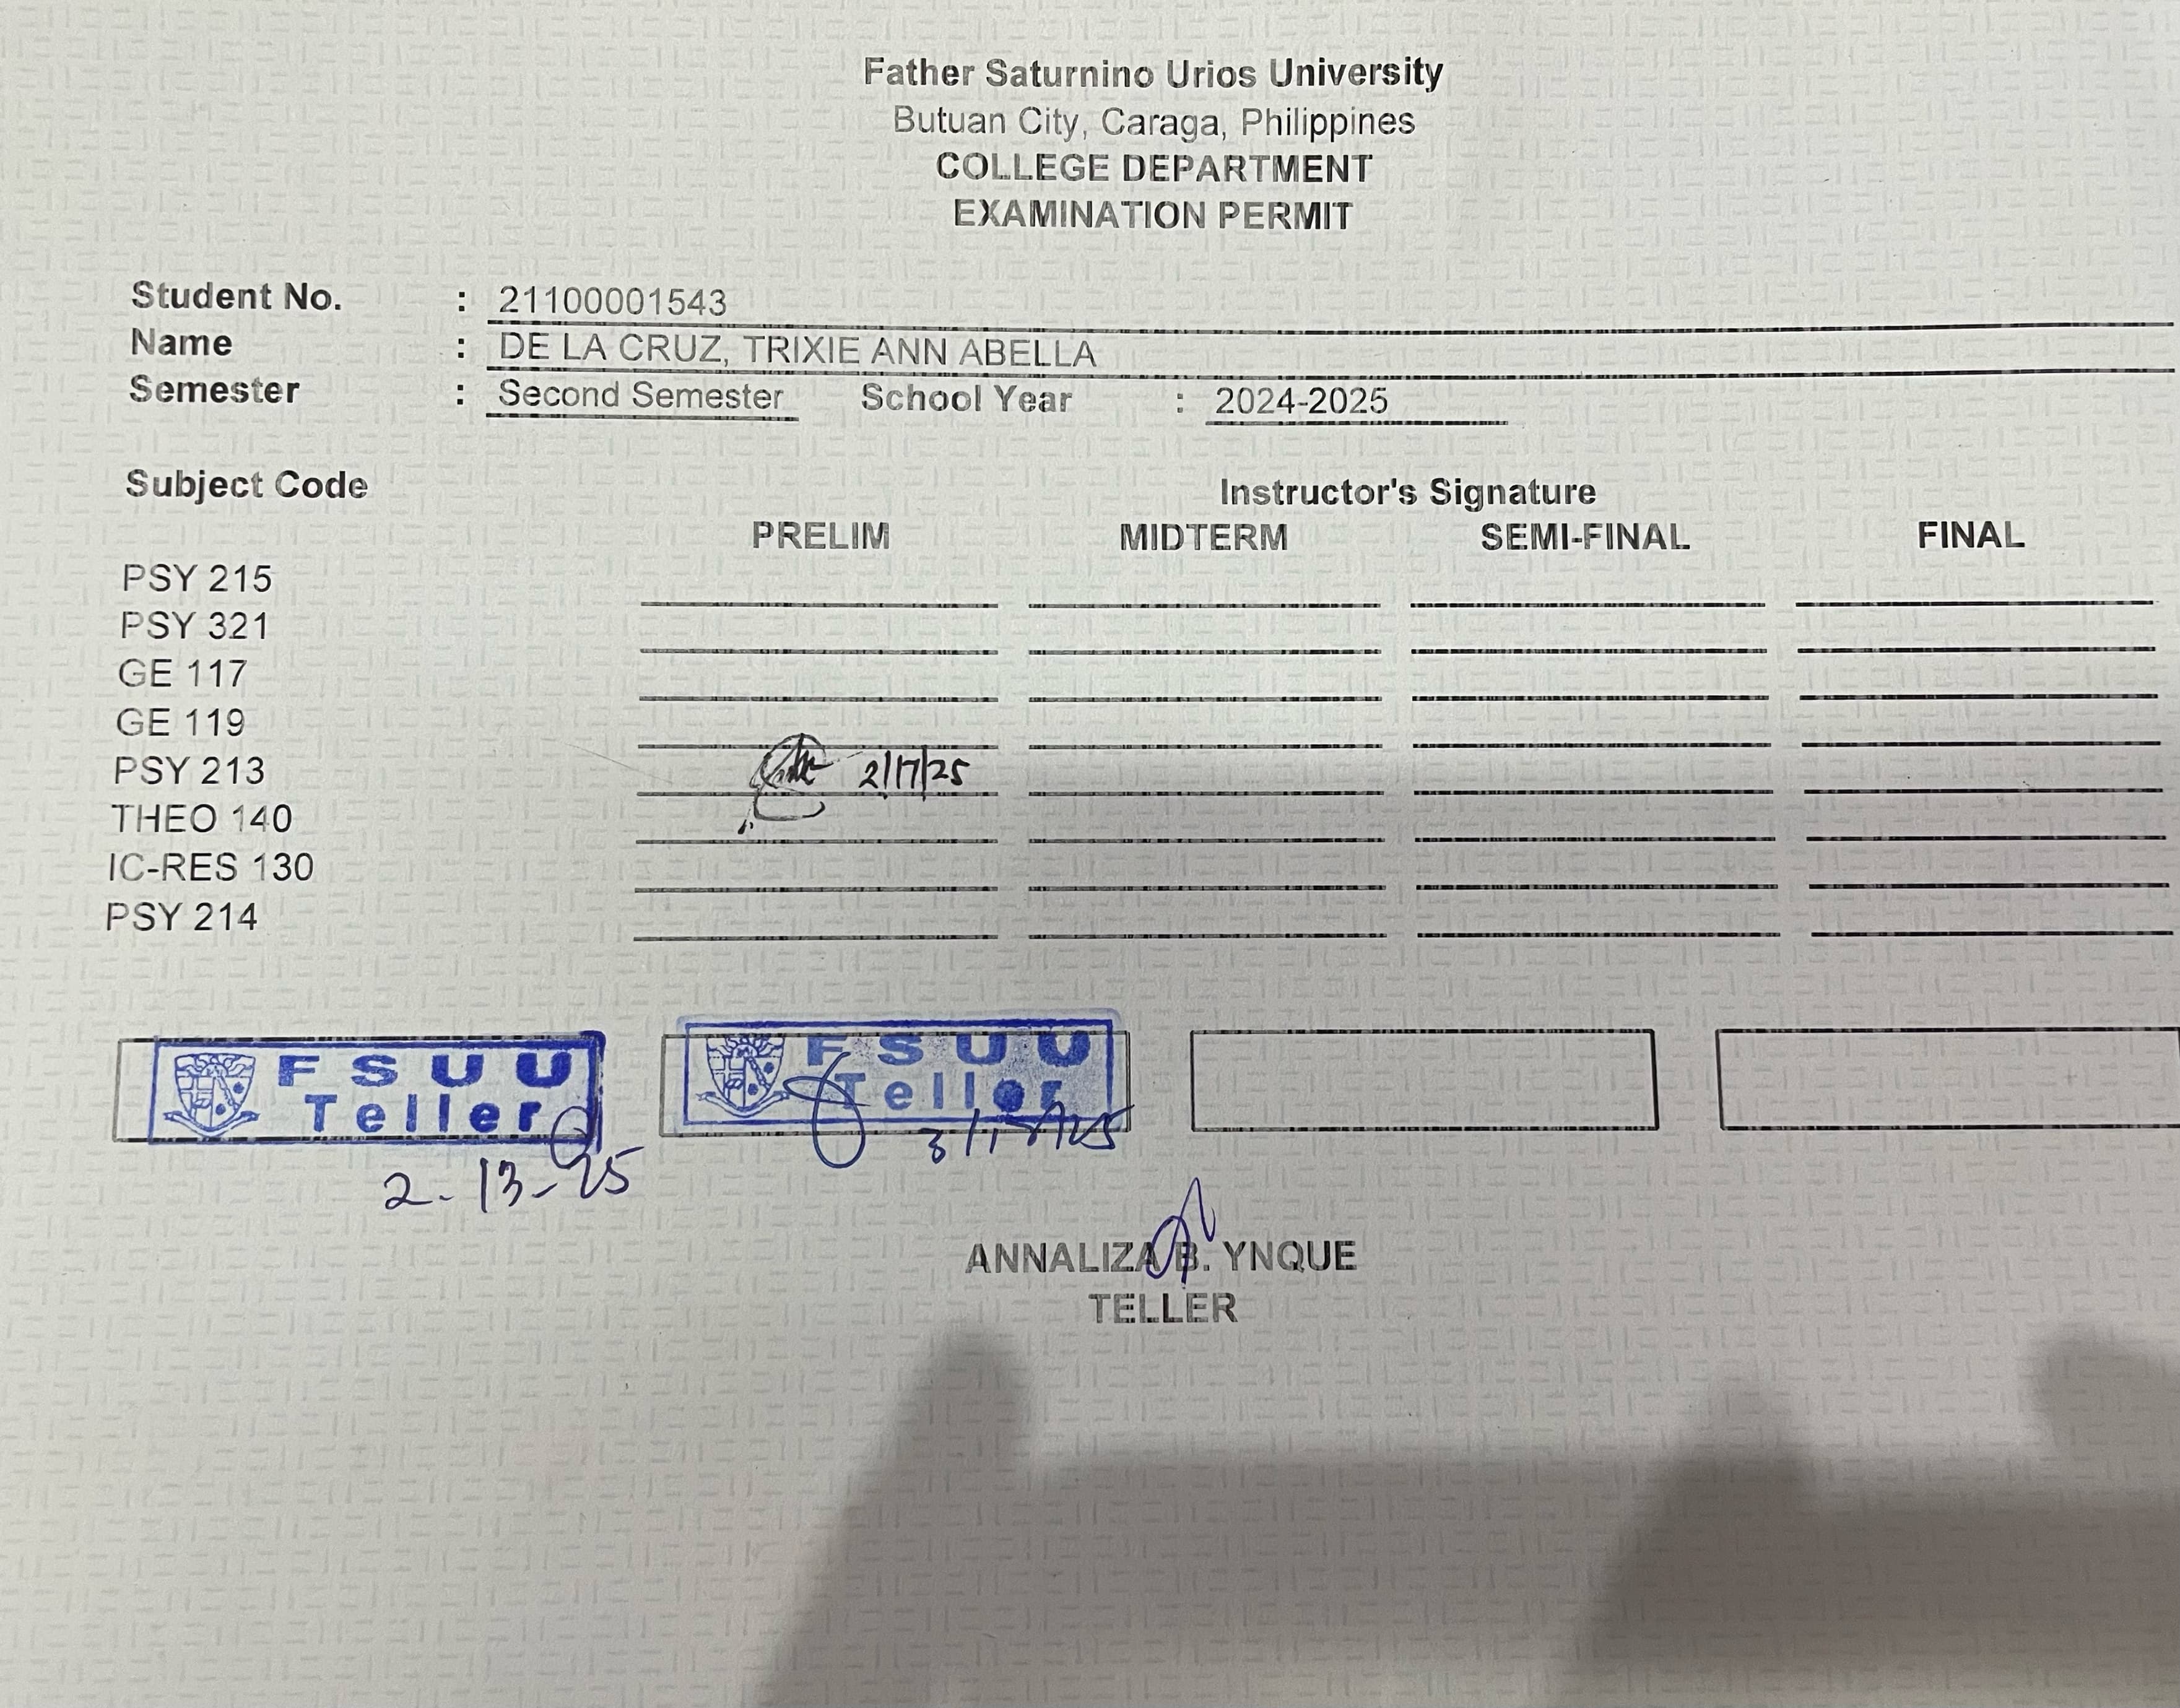 Father Saturnino Urios University
Butuan City, Caraga, Philippines
COLLEGE DEPARTMENT
EXAMINATION PERMIT
Student No. : 21100001543
Name : DE LA CRUZ, TRIXIE ANN ABELLA
Semester : Second Semester School Year : 2024-2025
Subject Code Instructor's Signature
PRELIM MIDTERM SEMI-FINAL FINAL
PSY 215
PSY 321
GE 117
GE 119
PSY 213 2/17/25
THEO 140
IC-RES 130
PSY 214
FSUU FSUU
Teller Teller
2-13-25
ANNALIZA B. YNQUE
TELLER